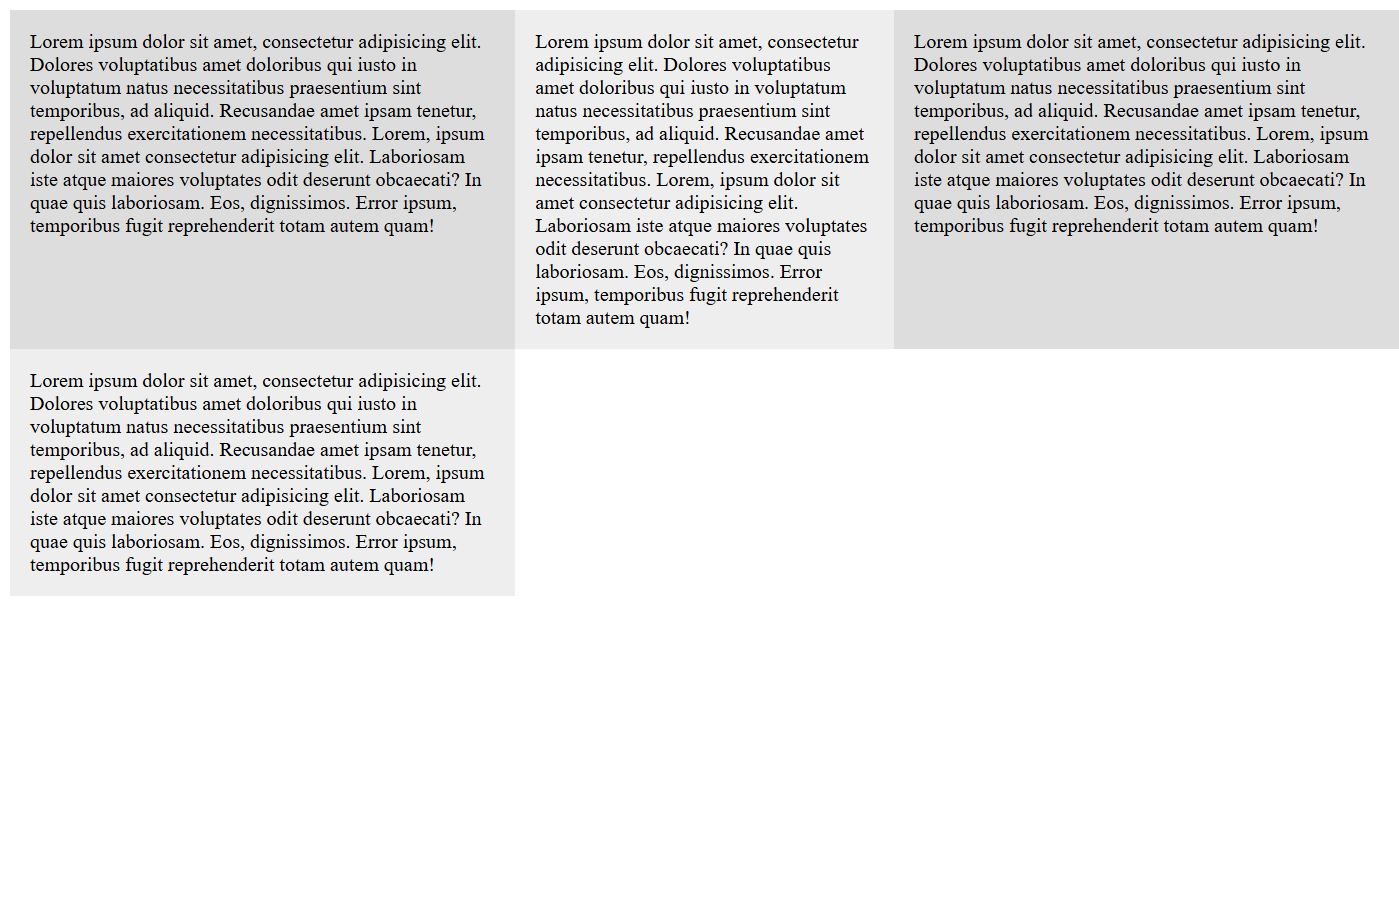 Lorem ipsum dolor sit amet, consectetur adipisicing elit.
Dolores voluptatibus amet doloribus qui iusto in
voluptatum natus necessitatibus praesentium sint
temporibus, ad aliquid. Recusandae amet ipsam tenetur,
repellendus exercitationem necessitatibus. Lorem, ipsum
dolor sit amet consectetur adipisicing elit. Laboriosam
iste atque maiores voluptates odit deserunt obcaecati? In
quae quis laboriosam. Eos, dignissimos. Error ipsum,
temporibus fugit reprehenderit totam autem quam!
Lorem ipsum dolor sit amet, consectetur
adipisicing elit. Dolores voluptatibus
amet doloribus qui iusto in voluptatum
natus necessitatibus praesentium sint
temporibus, ad aliquid. Recusandae amet
ipsam tenetur, repellendus exercitationem
necessitatibus. Lorem, ipsum dolor sit
amet consectetur adipisicing elit.
Laboriosam iste atque maiores voluptates
odit deserunt obcaecati? In quae quis
laboriosam. Eos, dignissimos. Error
ipsum, temporibus fugit reprehenderit
totam autem quam!
Lorem ipsum dolor sit amet, consectetur adipisicing elit.
Dolores voluptatibus amet doloribus qui iusto in
voluptatum natus necessitatibus praesentium sint
temporibus, ad aliquid. Recusandae amet ipsam tenetur,
repellendus exercitationem necessitatibus. Lorem, ipsum
dolor sit amet consectetur adipisicing elit. Laboriosam
iste atque maiores voluptates odit deserunt obcaecati? In
quae quis laboriosam. Eos, dignissimos. Error ipsum,
temporibus fugit reprehenderit totam autem quam!
Lorem ipsum dolor sit amet, consectetur adipisicing elit.
Dolores voluptatibus amet doloribus qui iusto in
voluptatum natus necessitatibus praesentium sint
temporibus, ad aliquid. Recusandae amet ipsam tenetur,
repellendus exercitationem necessitatibus. Lorem, ipsum
dolor sit amet consectetur adipisicing elit. Laboriosam
iste atque maiores voluptates odit deserunt obcaecati? In
quae quis laboriosam. Eos, dignissimos. Error ipsum,
temporibus fugit reprehenderit totam autem quam!